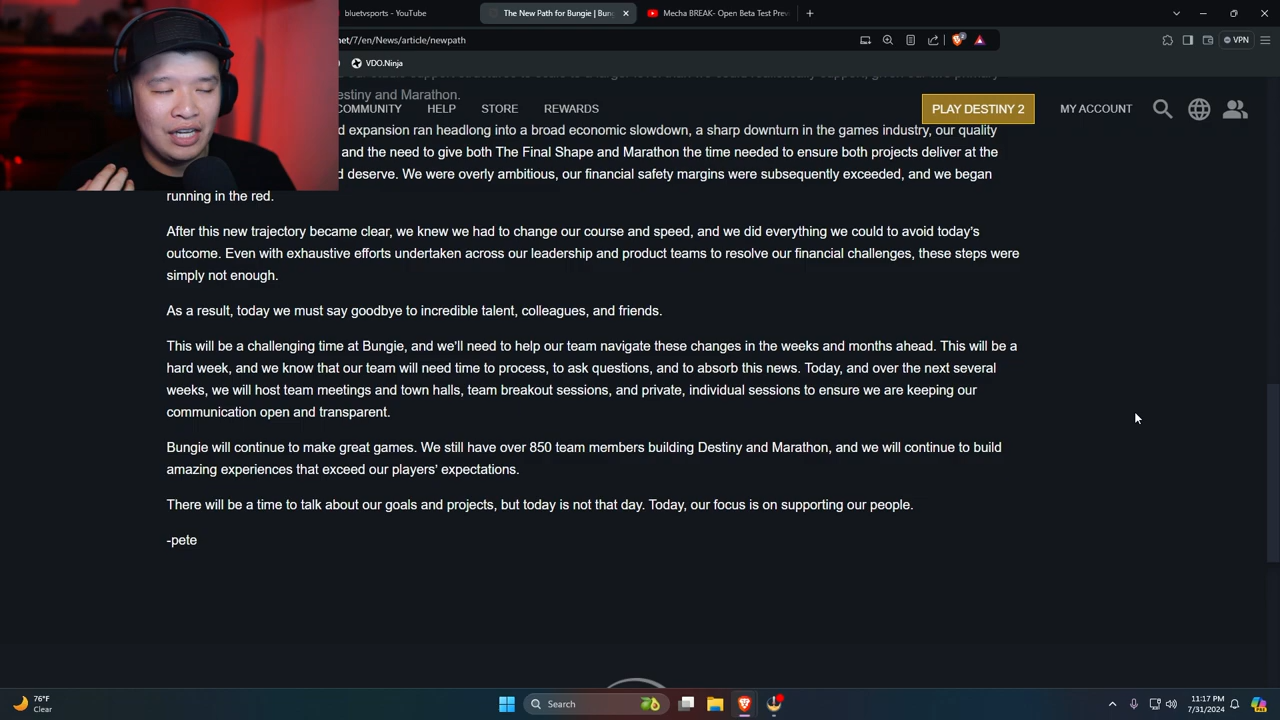 bluetvsports - YouTube
The New Path for Bungie | Bun
Mecha BREAK- Open Beta Test Prev
net/7/en/News/article/newpath
VPN
VDO.Ninja
estiny and Marathon.
COMMUNITY
HELP
STORE
REWARDS
PLAY DESTINY 2
MY ACCOUNT
d expansion ran headlong into a broad economic slowdown, a sharp downturn in the games industry, our quality
and the need to give both The Final Shape and Marathon the time needed to ensure both projects deliver at the
d deserve. We were overly ambitious, our financial safety margins were subsequently exceeded, and we began
running in the red.
After this new trajectory became clear, we knew we had to change our course and speed, and we did everything we could to avoid today's
outcome. Even with exhaustive efforts undertaken across our leadership and product teams to resolve our financial challenges, these steps were
simply not enough.
As a result, today we must say goodbye to incredible talent, colleagues, and friends.
This will be a challenging time at Bungie, and we'll need to help our team navigate these changes in the weeks and months ahead. This will be a
hard week, and we know that our team will need time to process, to ask questions, and to absorb this news. Today, and over the next several
weeks, we will host team meetings and town halls, team breakout sessions, and private, individual sessions to ensure we are keeping our
communication open and transparent.
Bungie will continue to make great games. We still have over 850 team members building Destiny and Marathon, and we will continue to build
amazing experiences that exceed our players' expectations.
There will be a time to talk about our goals and projects, but today is not that day. Today, our focus is on supporting our people.
-pete
76°F
Clear
Search
11:17 PM
7/31/2024